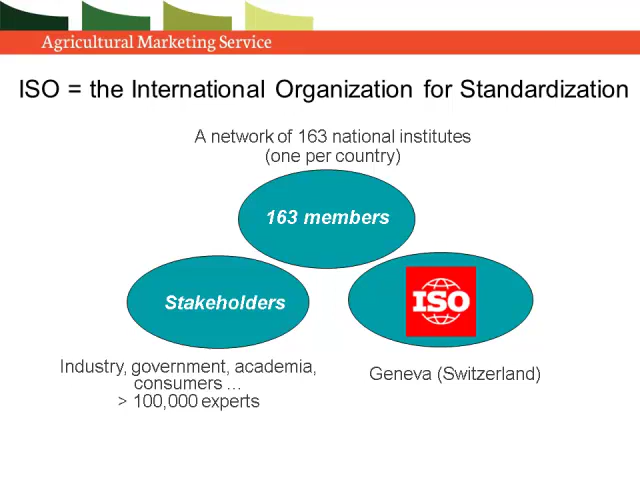 Agricultural Marketing Service
ISO = the International Organization for Standardization
A network of 163 national institutes
(one per country)
163 members
Stakeholders
ISO
Industry, government, academia,
consumers ...
> 100,000 experts
Geneva (Switzerland)